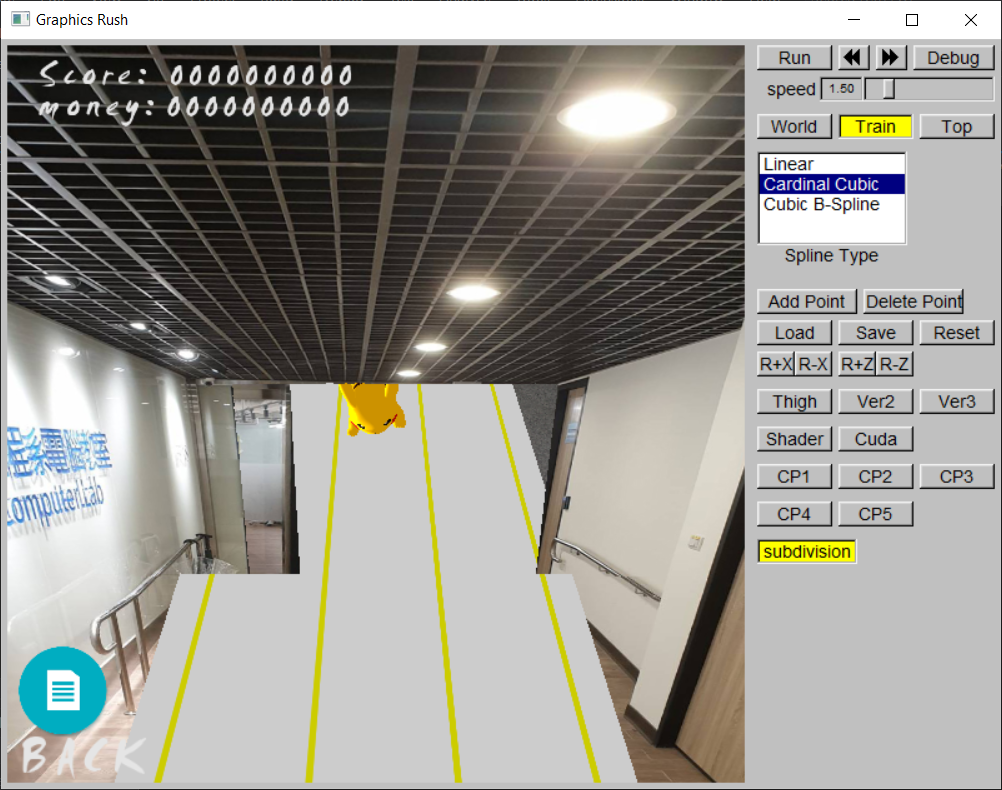 Graphics Rush
Score: 0000000000
money: 0000000000
Run
Debug
speed 1.50
World Train Top
Linear
Cardinal Cubic
Cubic B-Spline
Spline Type
Add Point Delete Point
Load Save Reset
R+X R-X R+Z R-Z
Thigh Ver2 Ver3
Shader Cuda
CP1 CP2 CP3
CP4 CP5
subdivision
Computer Lab
BACK